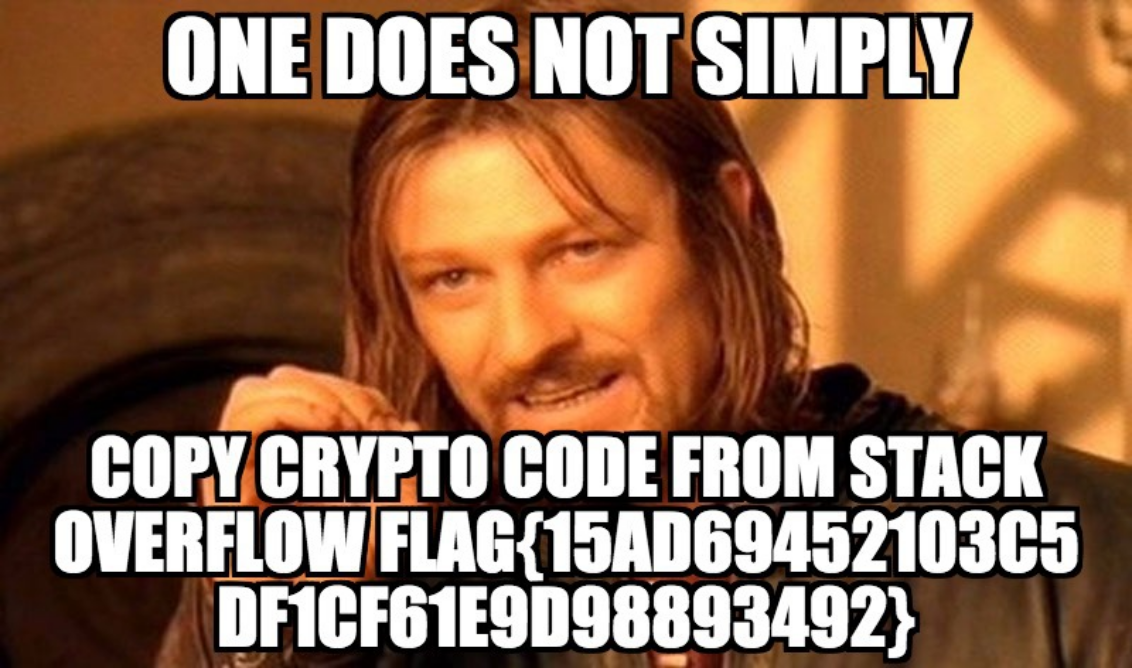 ONE DOES NOT SIMPLY
COPY CRYPTO CODE FROM STACK
OVERFLOW FLAG{15AD69452103C5
DF1CF61E9D98893492}